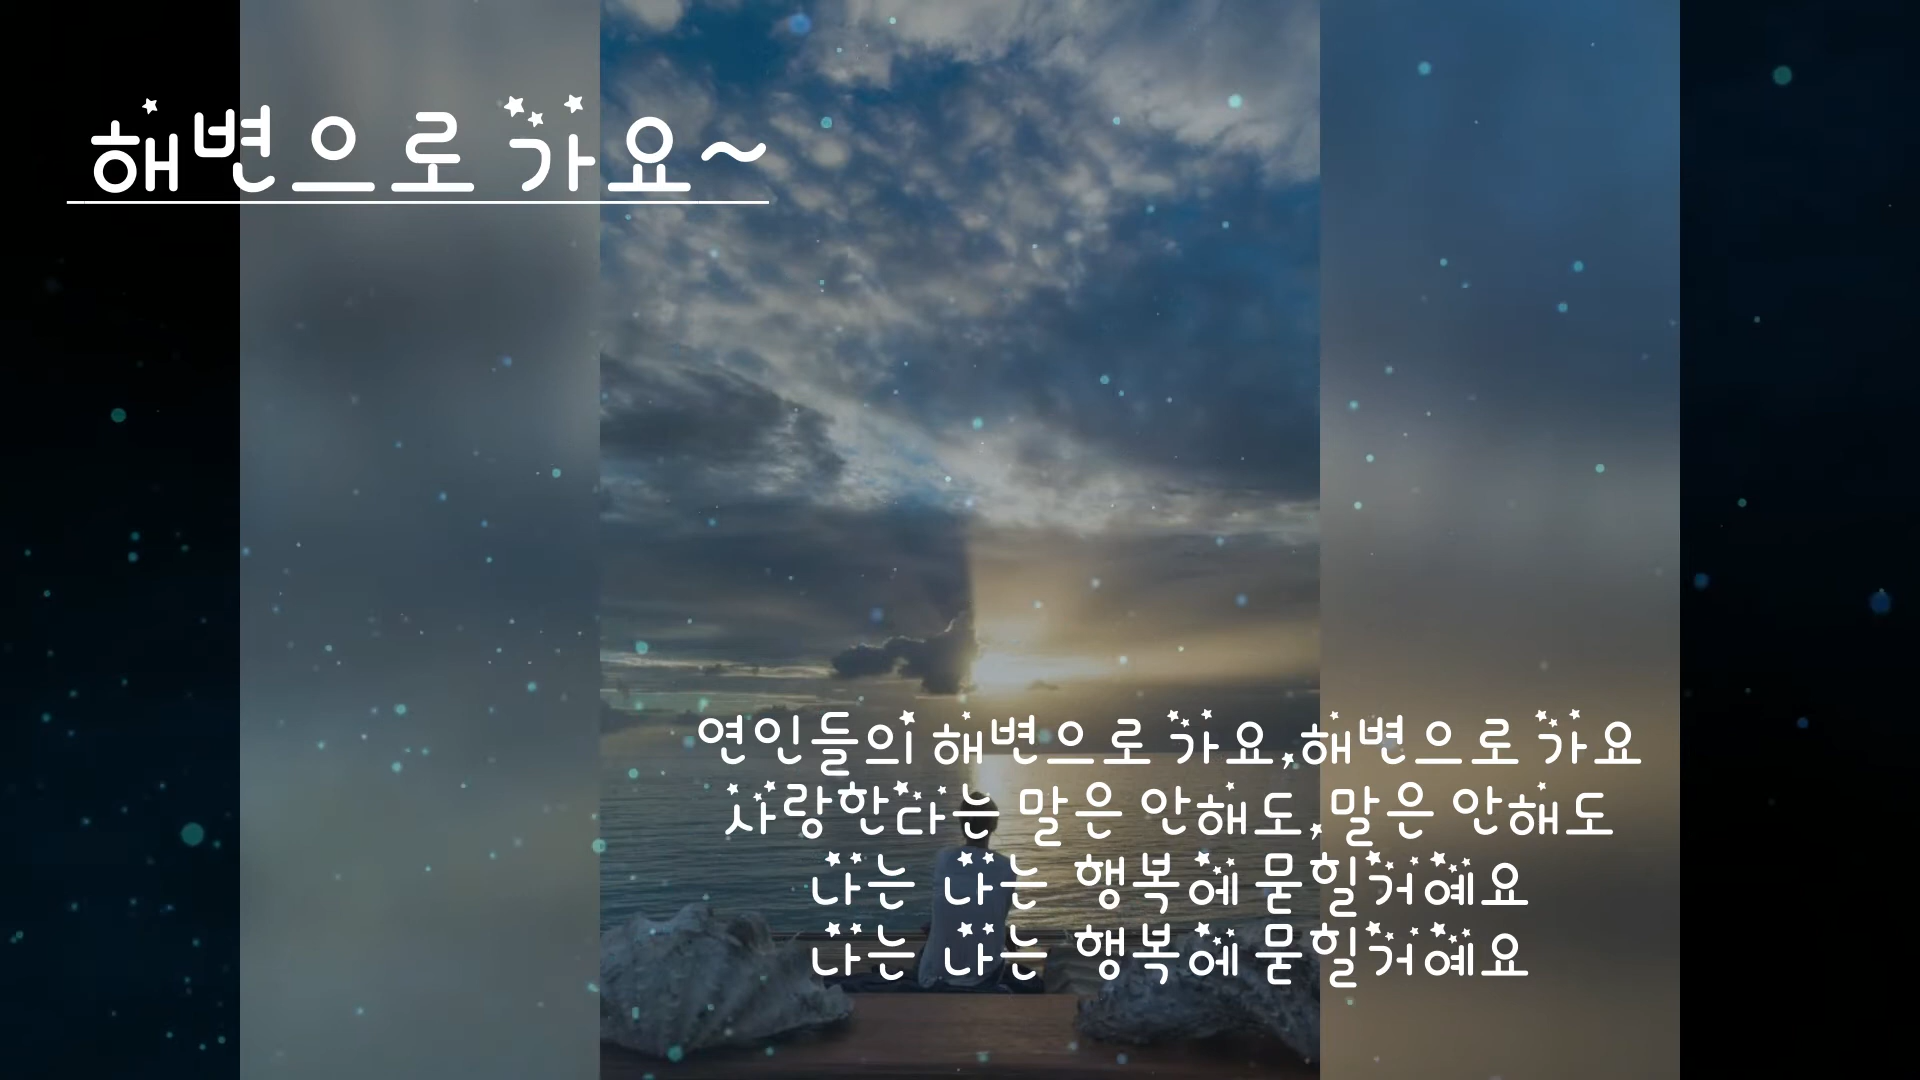 해변으로 가요~
연인들의 해변으로 가요,해변으로 가요
사랑한다는 말은 안해도,말은 안해도
나는 나는 행복에 묻힐거예요
나는 나는 행복에 묻힐거예요